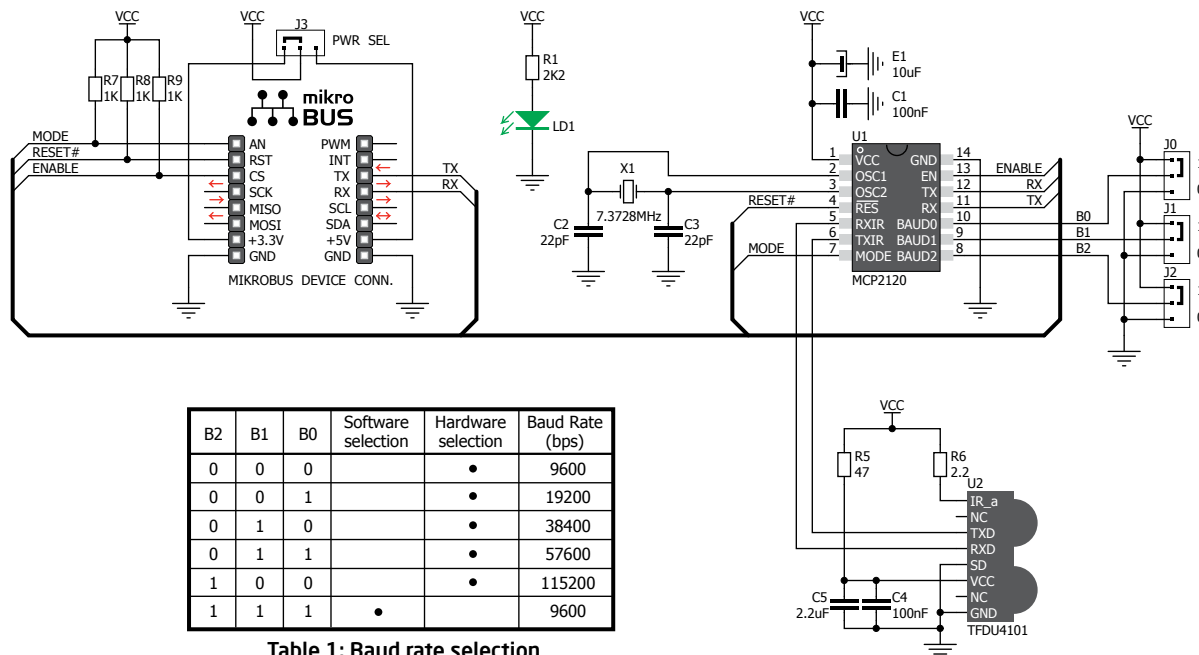 VCC
VCC
J3
PWR SEL
R7
1K
R8
1K
R9
1K
mikro
BUS
MODE
RESET#
ENABLE
AN
RST
CS
SCK
MISO
MOSI
+3.3V
GND
PWM
INT
TX
RX
SCL
SDA
+5V
GND
TX
RX
MIKROBUS DEVICE CONN.
VCC
R1
2K2
LD1
X1
7.3728MHz
C2
22pF
C3
22pF
VCC
E1
10uF
C1
100nF
U1
1
2
3
4
5
6
7
VCC
OSC1
OSC2
RES
RXIR
TXIR
MODE
GND
EN
TX
RX
BAUD0
BAUD1
BAUD2
14
13
12
11
10
9
8
MCP2120
RESET#
MODE
ENABLE
RX
TX
B0
B1
B2
VCC
J0
J1
J2
B2 B1 B0 Software selection Hardware selection Baud Rate (bps)
0 0 0 • 9600
0 0 1 • 19200
0 1 0 • 38400
0 1 1 • 57600
1 0 0 • 115200
1 1 1 • 9600
Table 1: Baud rate selection
VCC
R5
47
R6
2.2
U2
IR_a
NC
TXD
RXD
SD
VCC
NC
GND
TFDU4101
C5
2.2uF
C4
100nF